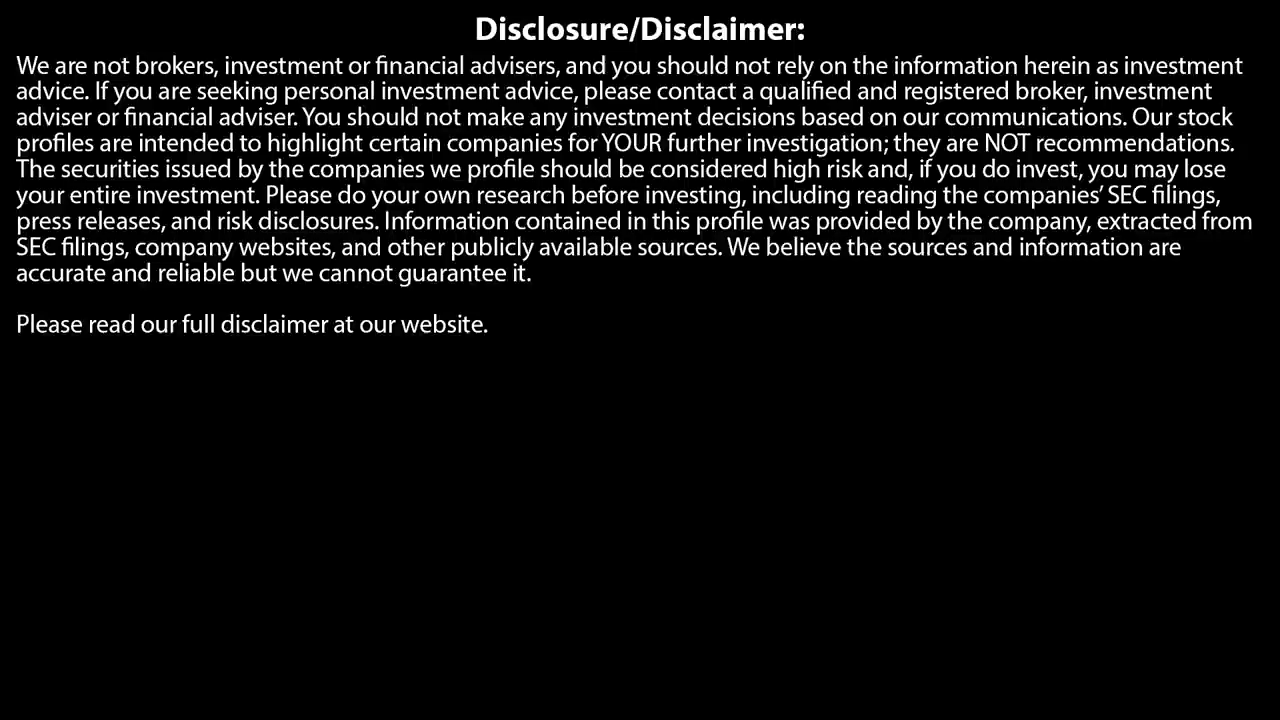 Disclosure/Disclaimer:
We are not brokers, investment or financial advisers, and you should not rely on the information herein as investment
advice. If you are seeking personal investment advice, please contact a qualified and registered broker, investment
adviser or financial adviser. You should not make any investment decisions based on our communications. Our stock
profiles are intended to highlight certain companies for YOUR further investigation; they are NOT recommendations.
The securities issued by the companies we profile should be considered high risk and, if you do invest, you may lose
your entire investment. Please do your own research before investing, including reading the companies’ SEC filings,
press releases, and risk disclosures. Information contained in this profile was provided by the company, extracted from
SEC filings, company websites, and other publicly available sources. We believe the sources and information are
accurate and reliable but we cannot guarantee it.
Please read our full disclaimer at our website.